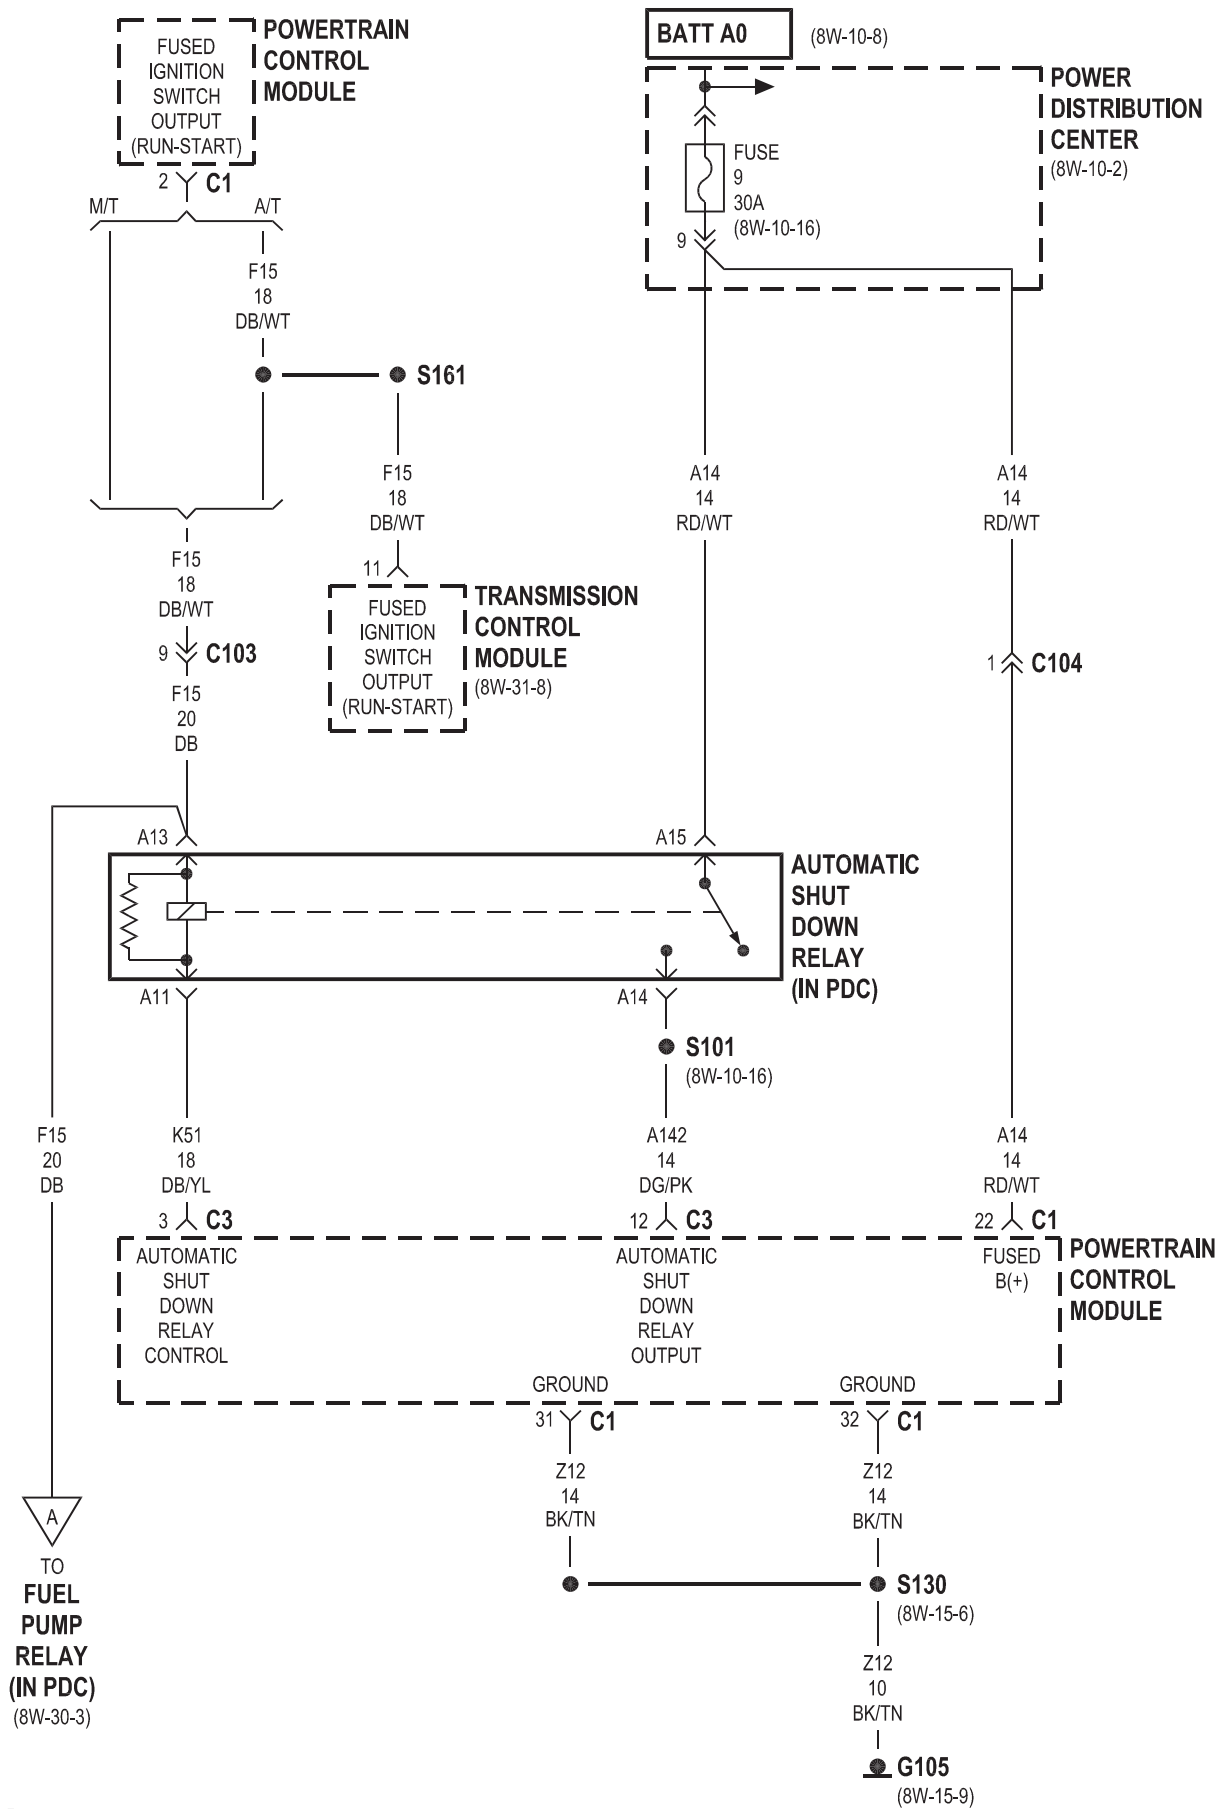 FUSED
IGNITION
SWITCH
OUTPUT
(RUN-START)
POWERTRAIN
CONTROL
MODULE
2
C1
M/T
A/T
F15
18
DB/WT
S161
F15
18
DB/WT
11
FUSED
IGNITION
SWITCH
OUTPUT
(RUN-START)
TRANSMISSION
CONTROL
MODULE
(8W-31-8)
F15
18
DB/WT
9
C103
F15
20
DB
BATT A0
(8W-10-8)
POWER
DISTRIBUTION
CENTER
(8W-10-2)
FUSE
9
30A
(8W-10-16)
9
A14
14
RD/WT
A14
14
RD/WT
1
C104
A13
A15
AUTOMATIC
SHUT
DOWN
RELAY
(IN PDC)
A11
A14
S101
(8W-10-16)
F15
20
DB
K51
18
DB/YL
A142
14
DG/PK
A14
14
RD/WT
3
C3
12
C3
22
C1
AUTOMATIC
SHUT
DOWN
RELAY
CONTROL
AUTOMATIC
SHUT
DOWN
RELAY
OUTPUT
FUSED
B(+)
POWERTRAIN
CONTROL
MODULE
GROUND
GROUND
31
C1
32
C1
Z12
14
BK/TN
Z12
14
BK/TN
S130
(8W-15-6)
Z12
10
BK/TN
G105
(8W-15-9)
A
TO
FUEL
PUMP
RELAY
(IN PDC)
(8W-30-3)